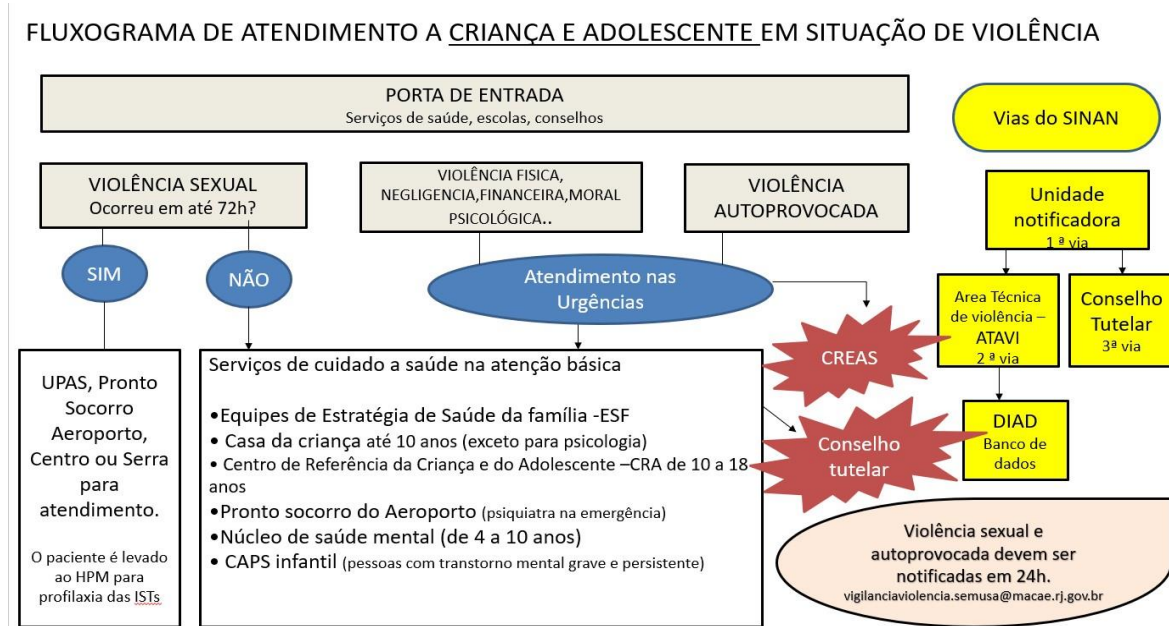 FLUXOGRAMA DE ATENDIMENTO A CRIANÇA E ADOLESCENTE EM SITUAÇÃO DE VIOLÊNCIA
PORTA DE ENTRADA
Serviços de saúde, escolas, conselhos
Vias do SINAN
VIOLÊNCIA SEXUAL
Ocorreu em até 72h?
VIOLÊNCIA FISICA,
NEGLIGENCIA,FINANCEIRA,MORAL
PSICOLÓGICA..
VIOLÊNCIA
AUTOPROVOCADA
Unidade
notificadora
1 ª via
SIM
NÃO
Atendimento nas
Urgências
Area Técnica
de violência –
ATAVI
2 ª via
Conselho
Tutelar
3ª via
CREAS
UPAS, Pronto
Socorro
Aeroporto,
Centro ou Serra
para
atendimento.
O paciente é levado
ao HPM para
profilaxia das ISTs
Serviços de cuidado a saúde na atenção básica
•Equipes de Estratégia de Saúde da família -ESF
• Casa da criança até 10 anos (exceto para psicologia)
• Centro de Referência da Criança e do Adolescente –CRA de 10 a 18
anos
•Pronto socorro do Aeroporto (psiquiatra na emergência)
•Núcleo de saúde mental (de 4 a 10 anos)
• CAPS infantil (pessoas com transtorno mental grave e persistente)
Conselho
tutelar
DIAD
Banco de
dados
Violência sexual e
autoprovocada devem ser
notificadas em 24h.
vigilanciaviolencia.semusa@macae.rj.gov.br